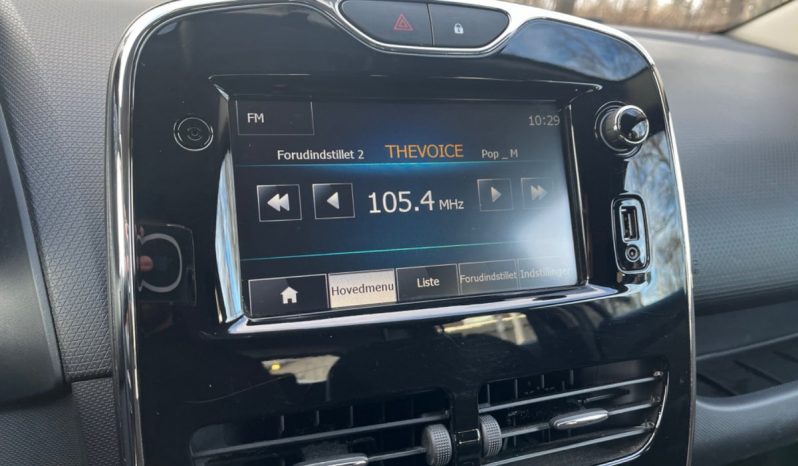 FM
10:29
Forudindstillet 2 THEVOICE Pop _ M
105.4 MHz
Hovedmenu Liste Forudindstillet Indstillinger